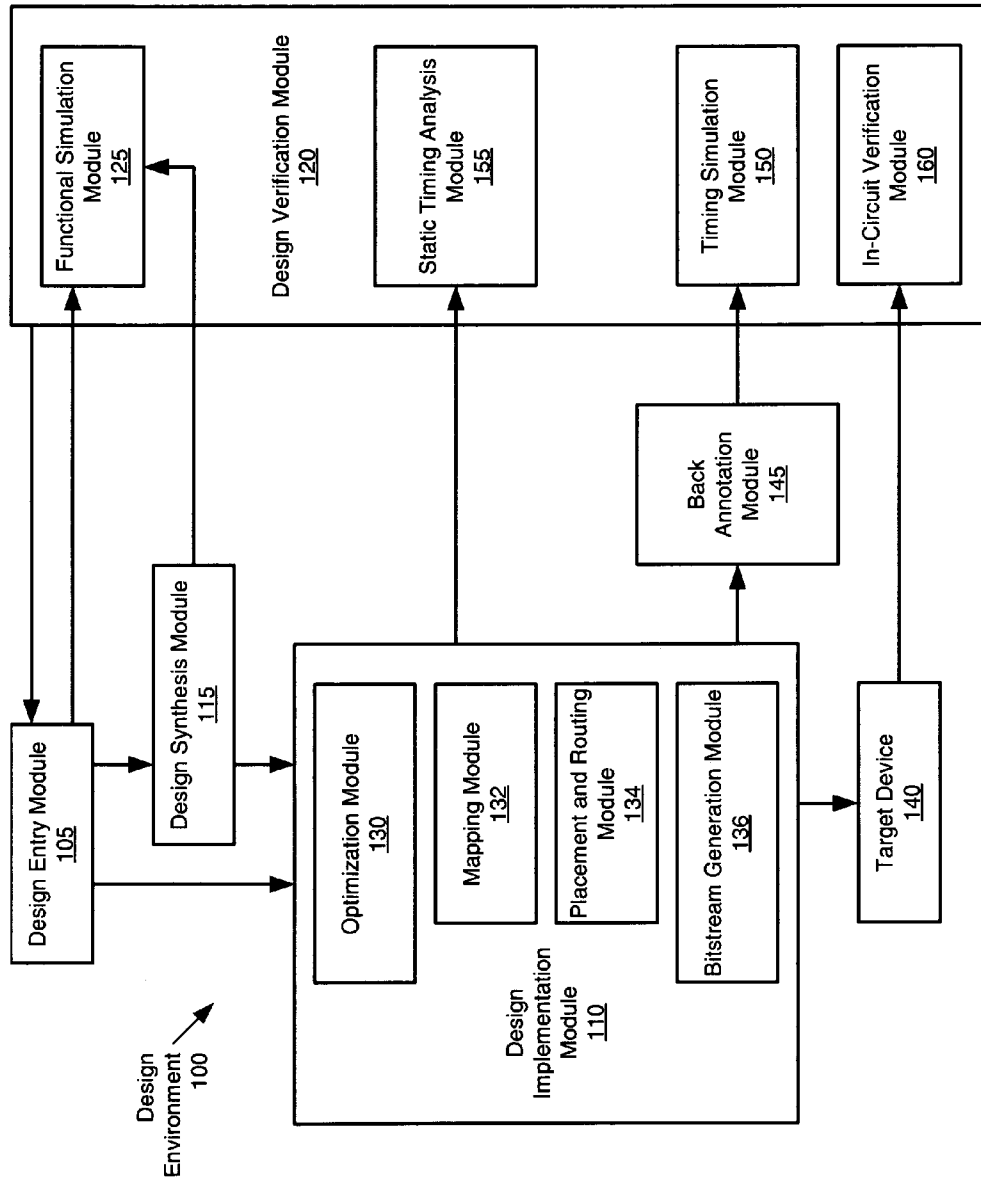 Design
Environment
100
Design Entry Module
105
Design Synthesis Module
115
Design
Implementation
Module
110
Optimization Module
130
Mapping Module
132
Placement and Routing
Module
134
Bitstream Generation Module
136
Target Device
140
Back
Annotation
Module
145
Functional Simulation
Module
125
Design Verification Module
120
Static Timing Analysis
Module
155
Timing Simulation
Module
150
In-Circuit Verification
Module
160